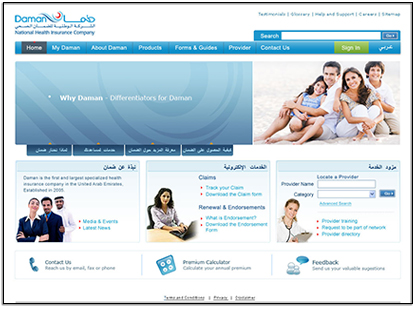 Daman ضمان
الشركة الوطنية للضمان الصحي
National Health Insurance Company
Testimonials | Glossary | Help and Support | Careers | Sitemap
Search Go
Home My Daman About Daman Products Forms & Guides Provider Contact Us Sign In عربي
Why Daman - Differentiators for Daman
لماذا تختار ضمان
خدمات لمساعدتك
معرفة المزيد حول الضمان
كيفية الحصول على الضمان
نبذة عن ضمان
Daman is the first and largest specialized health
insurance company in the United Arab Emirates,
Established in 2005.
Media & Events
Latest News
الخدمات الإلكترونية
Claims
Track your Claim
Download the Claim form
Renewal & Endorsements
What is Endorsement?
Download the Endorsement
Form
مزود الخدمة
Locate a Provider
Provider Name
Category Go
Advanced Search
Provider training
Request to be part of network
Provider directory
Contact Us
Reach us by email, fax or phone
Premium Calculator
Calculate your annual premium
Feedback
Send us your valuable sugestions
Terms and Conditions | Privacy | Disclaimer